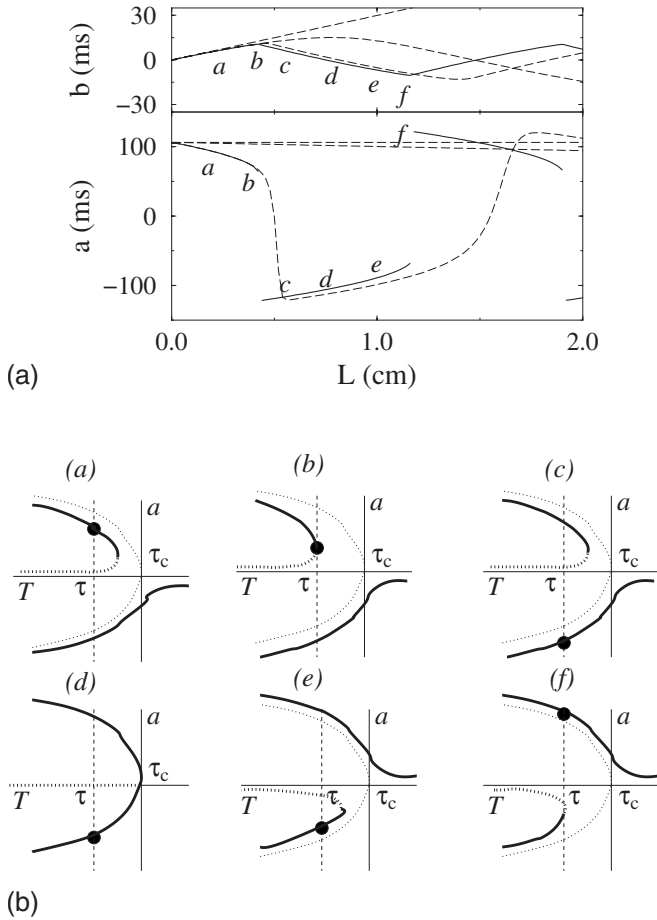 30
0
−30
b (ms)
a b c d e f
100
0
−100
a (ms)
a b c d e f
0.0 1.0 2.0
L (cm)
(a)
(a) (b) (c)
a a a
τc τc τc
T τ T τ T τ
(d) (e) (f)
a a a
τc τc τc
T τ T τ T τ
(b)